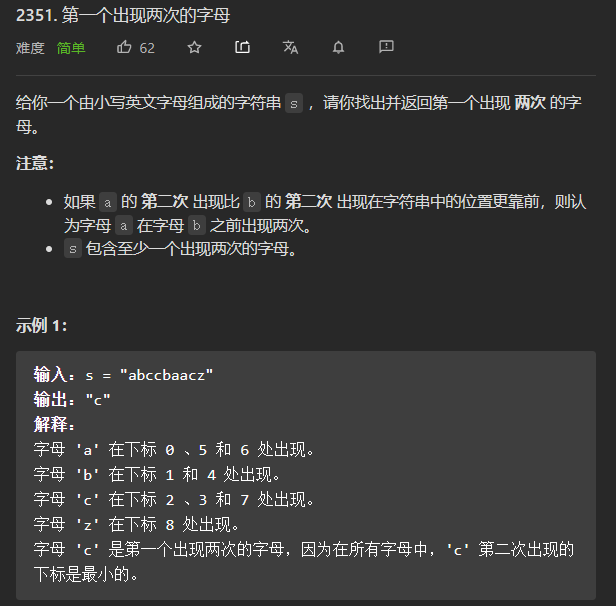 2351. 第一个出现两次的字母
难度 简单 62
给你一个由小写英文字母组成的字符串 s ，请你找出并返回第一个出现 两次 的字
母。
注意：
如果 a 的 第二次 出现比 b 的 第二次 出现在字符串中的位置更靠前，则认
为字母 a 在字母 b 之前出现两次。
s 包含至少一个出现两次的字母。
示例 1：
输入：s = "abccbaacz"
输出："c"
解释：
字母 'a' 在下标 0 、5 和 6 处出现。
字母 'b' 在下标 1 和 4 处出现。
字母 'c' 在下标 2 、3 和 7 处出现。
字母 'z' 在下标 8 处出现。
字母 'c' 是第一个出现两次的字母，因为在所有字母中，'c' 第二次出现的
下标是最小的。